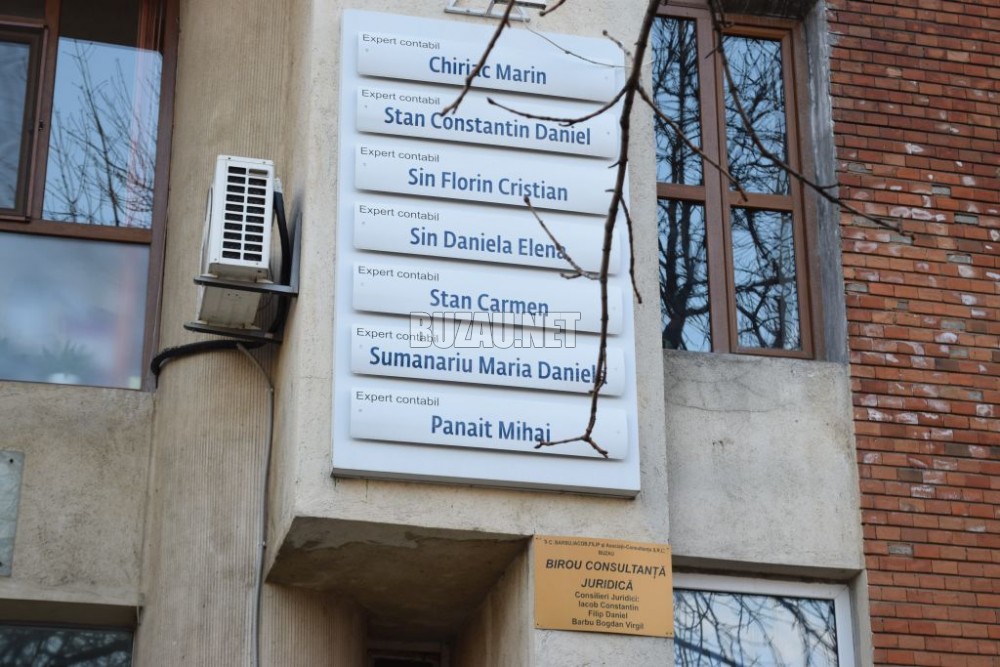 Expert contabil
Chiriac Marin
Expert contabil
Stan Constantin Daniel
Expert contabil
Sin Florin Cristian
Expert contabil
Sin Daniela Elena
Expert contabil
Stan Carmen
BUZAU.NET
Expert contabil
Sumanariu Maria Daniela
Expert contabil
Panait Mihai
BUZĂU
BIROU CONSULTANŢĂ
JURIDICĂ
Consilieri Juridici:
Iacob Constantin
Filip Daniel
Barbu Bogdan Virgil